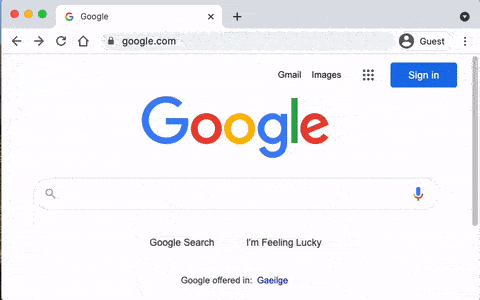 Google
google.com
Guest
Gmail Images Sign in
Google
Google Search I'm Feeling Lucky
Google offered in: Gaeilge